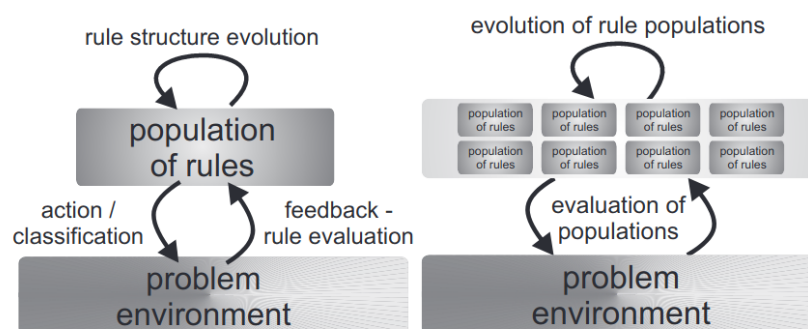 rule structure evolution
population
of rules
action /
classification
feedback -
rule evaluation
problem
environment
evolution of rule populations
population
of rules
population
of rules
population
of rules
population
of rules
population
of rules
population
of rules
population
of rules
population
of rules
evaluation of
populations
problem
environment